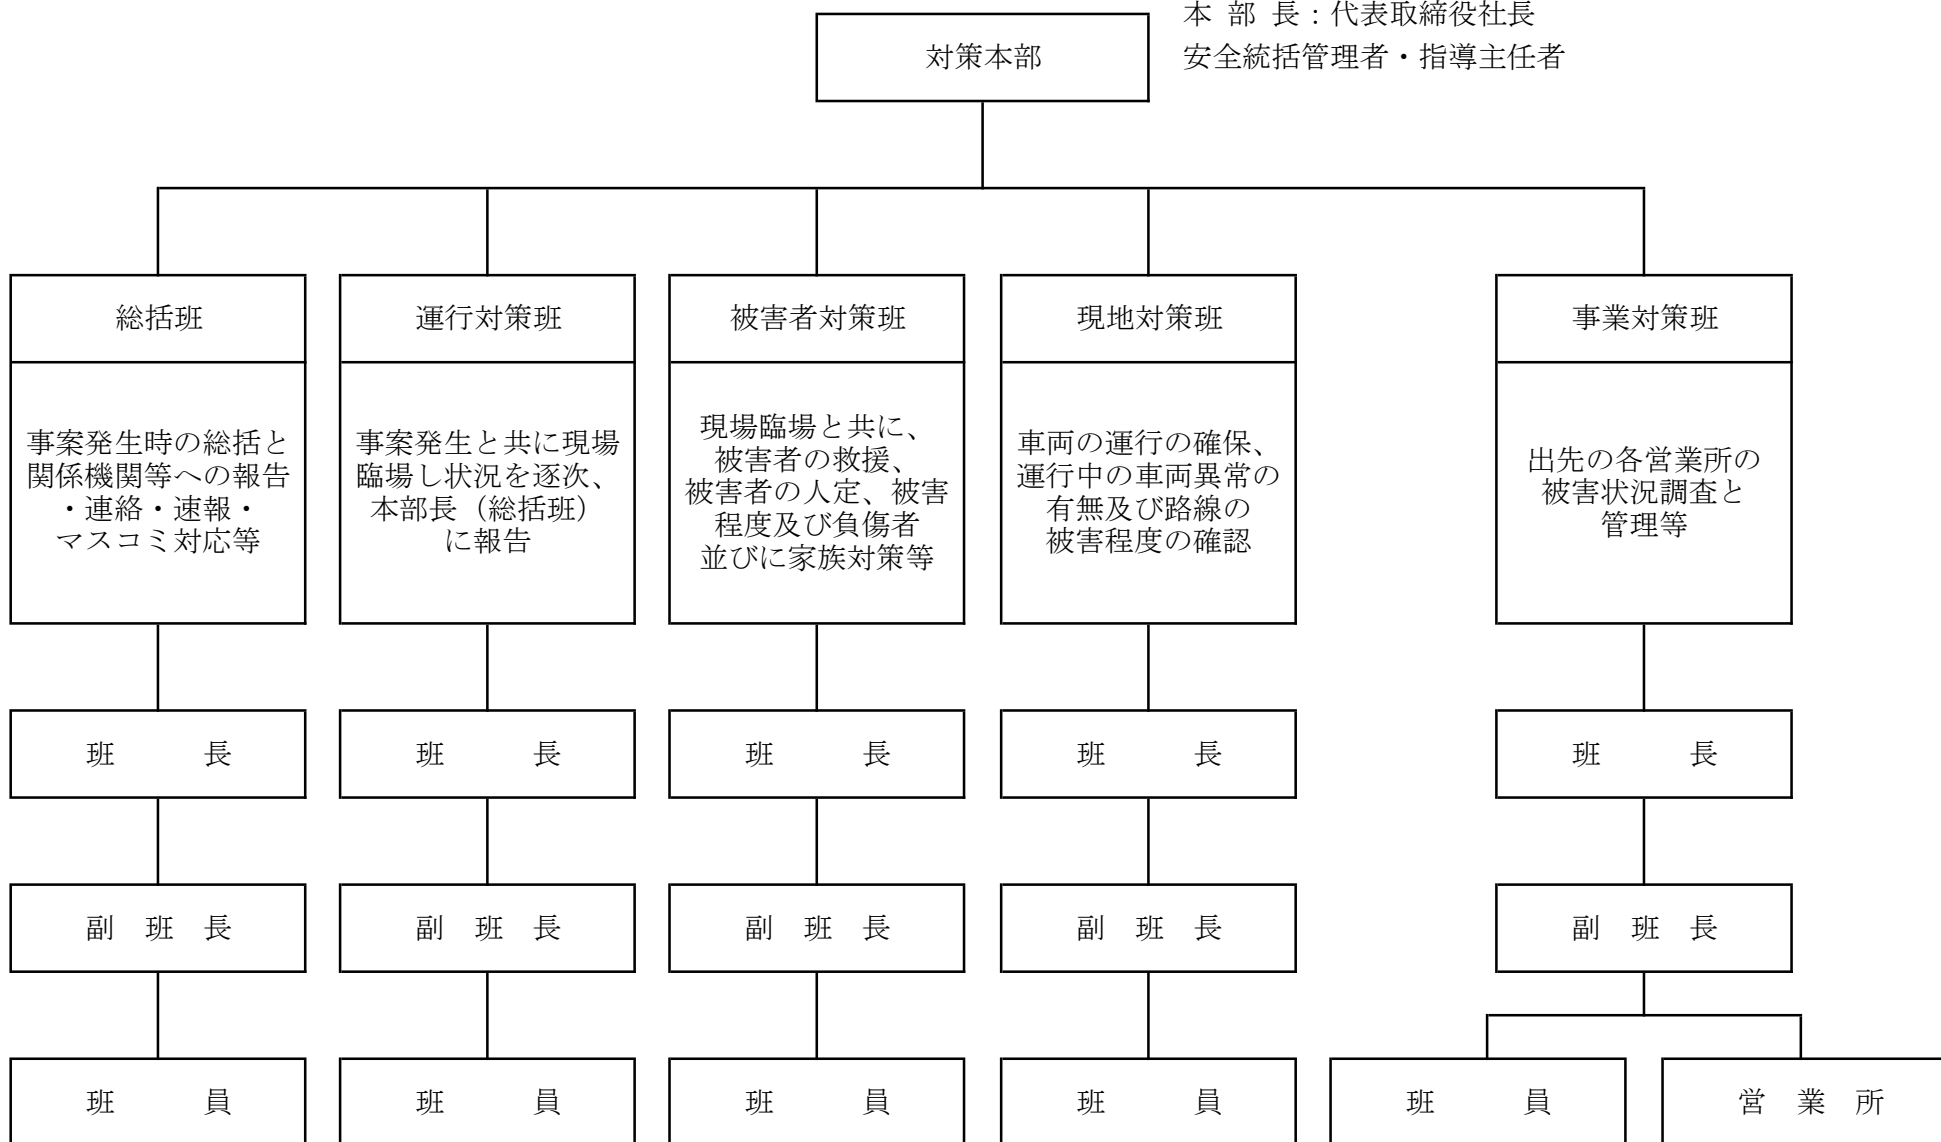 本 部 長：代表取締役社長
対策本部
安全統括管理者・指導主任者
総括班
運行対策班
被害者対策班
現地対策班
事業対策班
事案発生時の総括と
関係機関等への報告
・連絡・速報・
マスコミ対応等
事案発生と共に現場
臨場し状況を逐次、
本部長（総括班）
に報告
現場臨場と共に、
被害者の救援、
被害者の人定、被害
程度及び負傷者
並びに家族対策等
車両の運行の確保、
運行中の車両異常の
有無及び路線の
被害程度の確認
出先の各営業所の
被害状況調査と
管理等
班　　　長
班　　　長
班　　　長
班　　　長
班　　　長
副　班　長
副　班　長
副　班　長
副　班　長
副　班　長
班　　　員
班　　　員
班　　　員
班　　　員
班　　　員
営　業　所